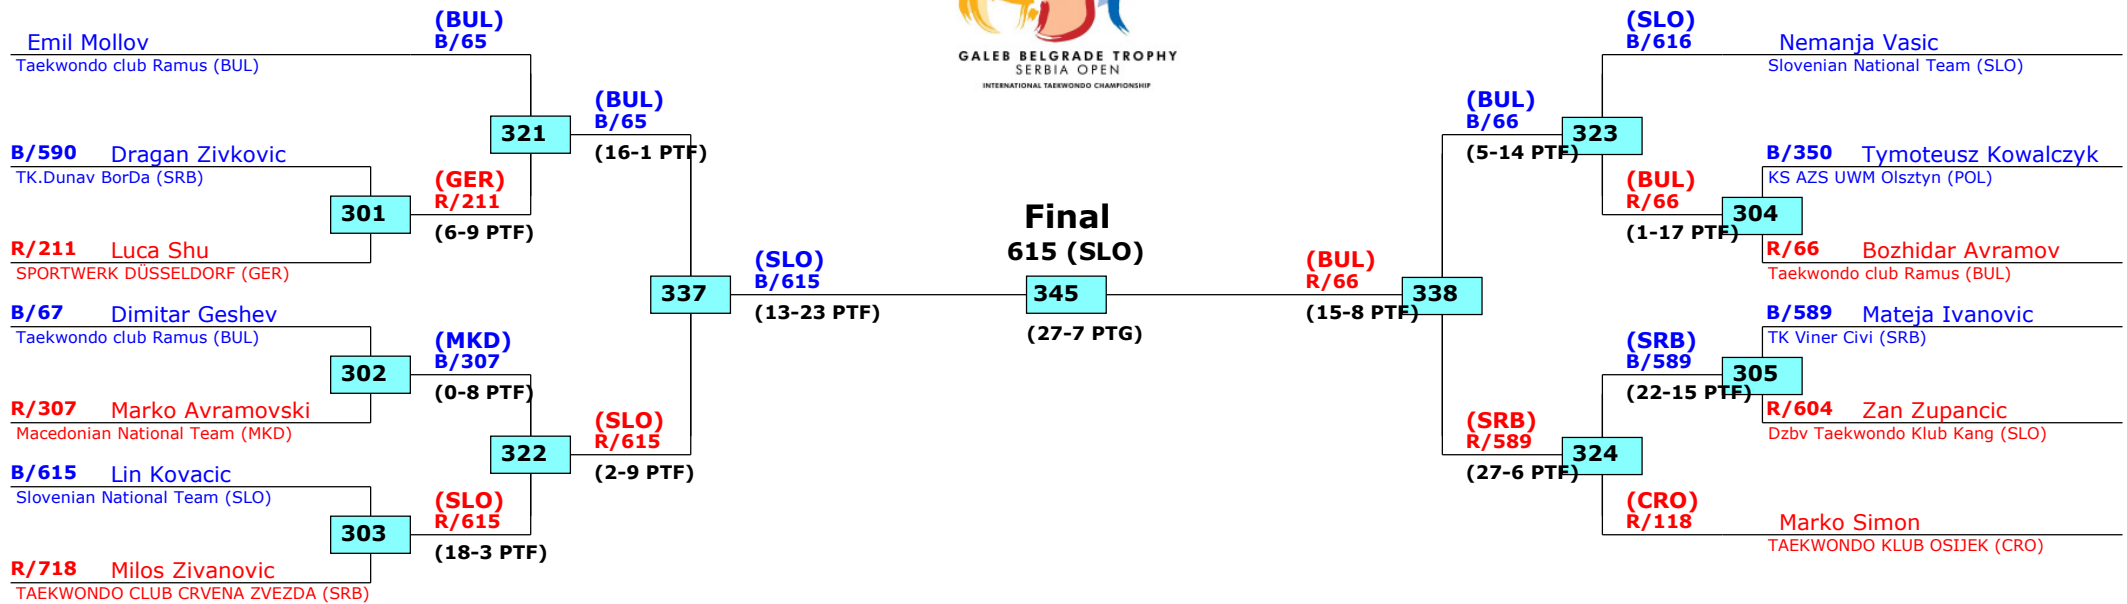 GALEB BELGRADE TROPHY
SERBIA OPEN
INTERNATIONAL TAEKWONDO CHAMPIONSHIP
Emil Mollov
Taekwondo club Ramus (BUL)
(BUL)
B/65
B/590 Dragan Zivkovic
TK.Dunav BorDa (SRB)
301
R/211 Luca Shu
SPORTWERK DÜSSELDORF (GER)
(GER)
R/211
(6-9 PTF)
321
(BUL)
B/65
(16-1 PTF)
B/67 Dimitar Geshev
Taekwondo club Ramus (BUL)
302
R/307 Marko Avramovski
Macedonian National Team (MKD)
(MKD)
B/307
(0-8 PTF)
322
(SLO)
R/615
(2-9 PTF)
B/615 Lin Kovacic
Slovenian National Team (SLO)
303
R/718 Milos Zivanovic
TAEKWONDO CLUB CRVENA ZVEZDA (SRB)
(SLO)
R/615
(18-3 PTF)
337
(SLO)
B/615
(13-23 PTF)
Final
615 (SLO)
345
(27-7 PTG)
(BUL)
R/66
(15-8 PTF)
338
(BUL)
B/66
(5-14 PTF)
323
(SLO)
B/616
Nemanja Vasic
Slovenian National Team (SLO)
(BUL)
R/66
(1-17 PTF)
304
B/350 Tymoteusz Kowalczyk
KS AZS UWM Olsztyn (POL)
R/66 Bozhidar Avramov
Taekwondo club Ramus (BUL)
(SRB)
R/589
(27-6 PTF)
324
(SRB)
B/589
(22-15 PTF)
305
B/589 Mateja Ivanovic
TK Viner Civi (SRB)
R/604 Zan Zupancic
Dzbv Taekwondo Klub Kang (SLO)
(CRO)
R/118
Marko Simon
TAEKWONDO KLUB OSIJEK (CRO)